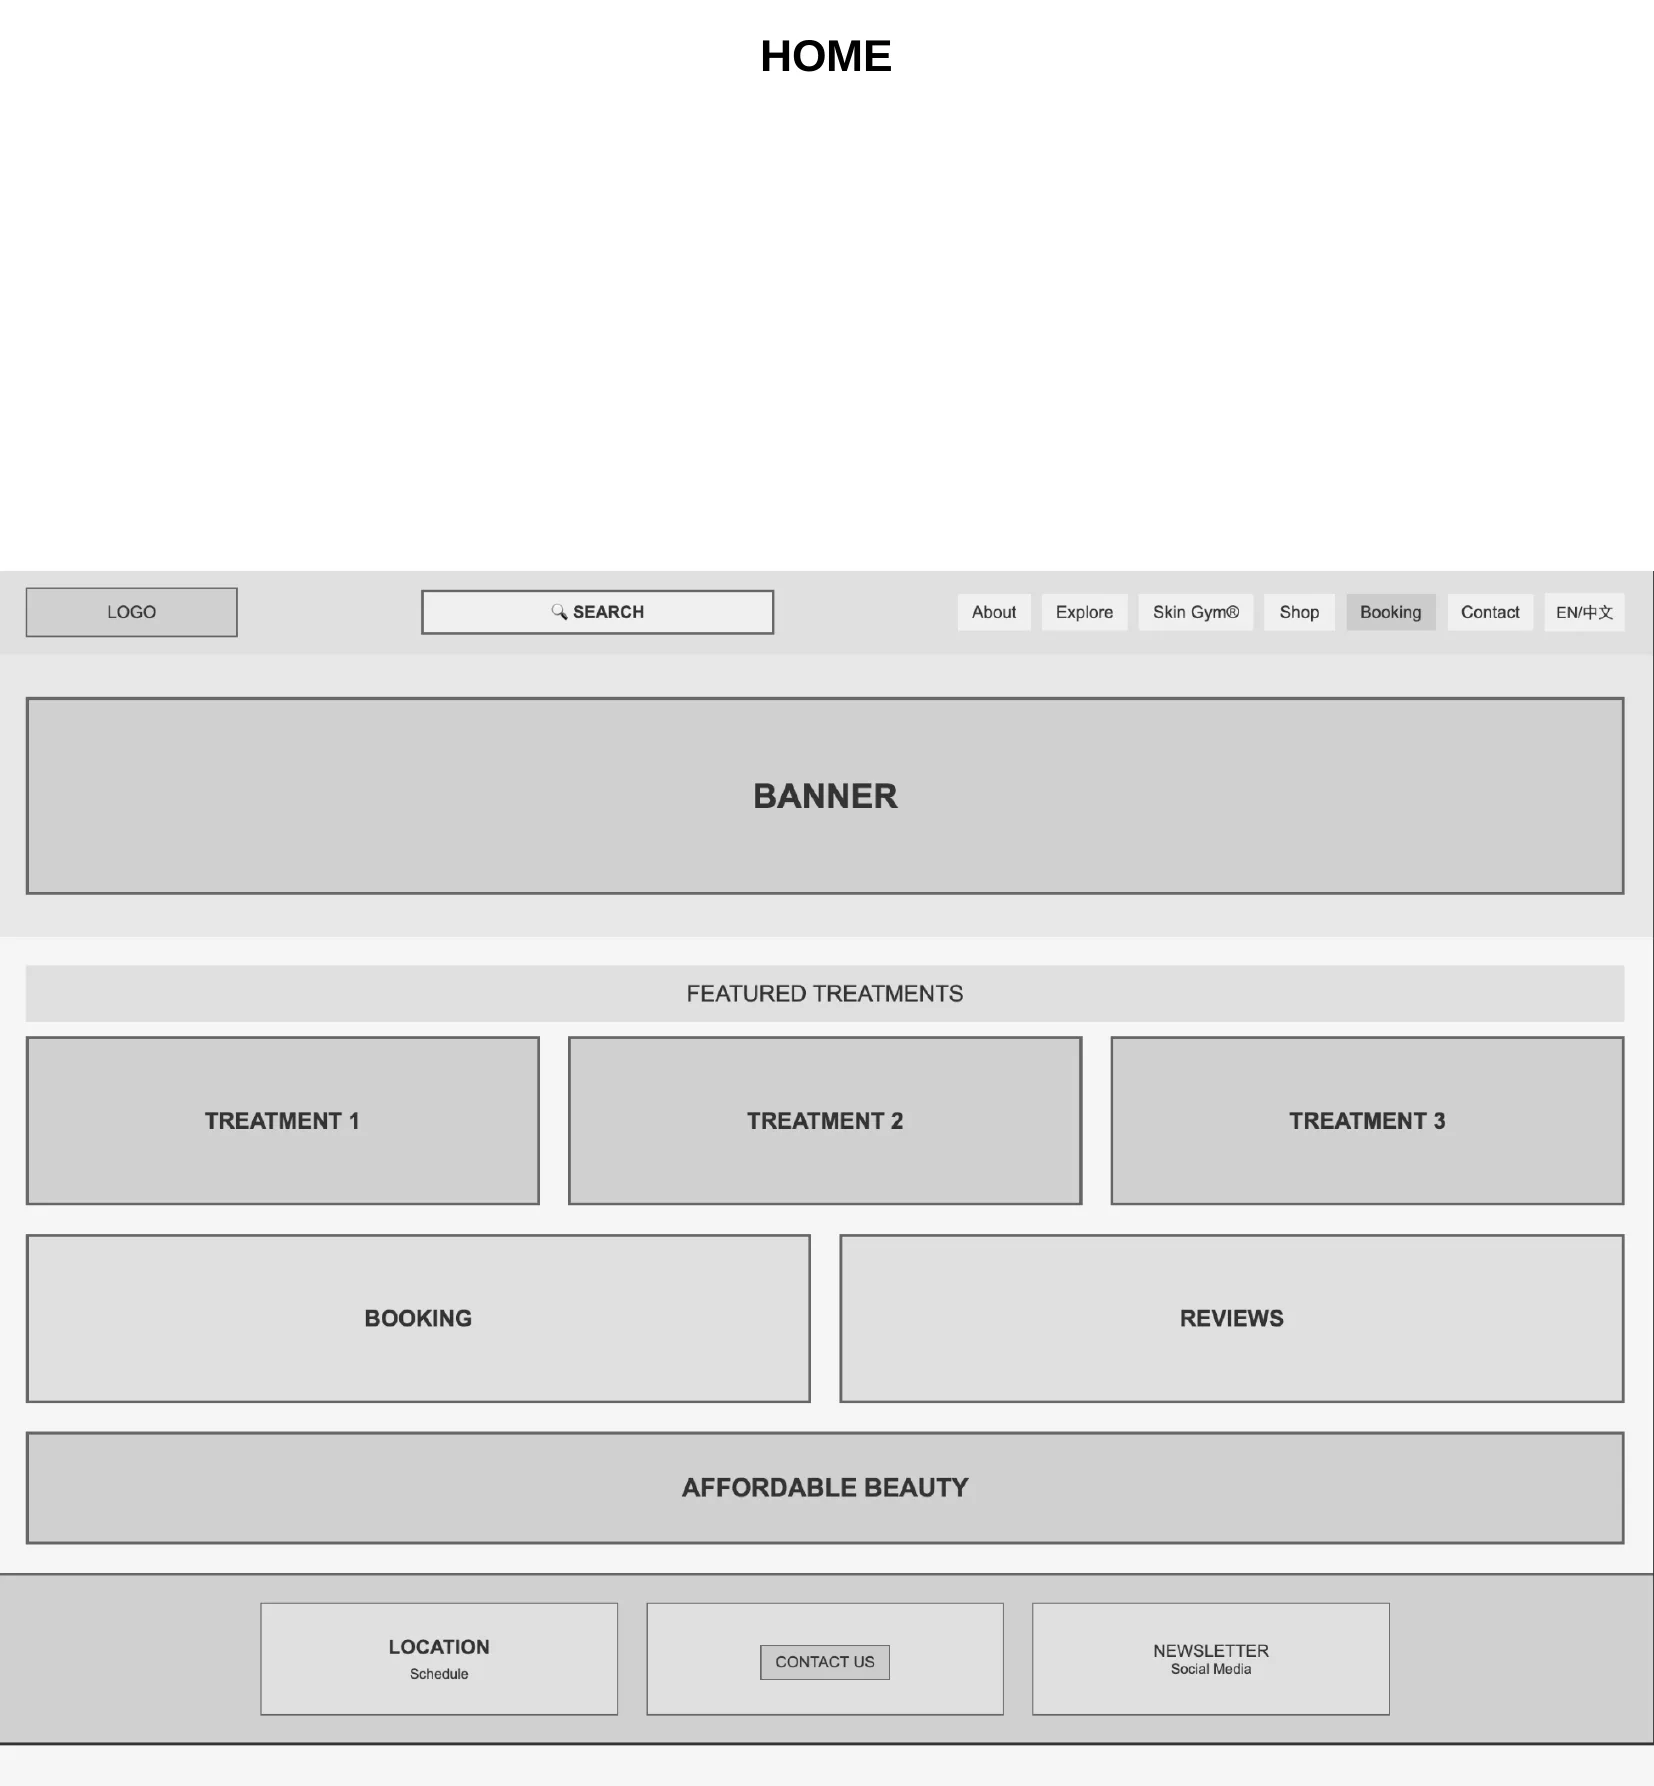 HOME
LOGO
🔍 SEARCH
About
Explore
Skin Gym®
Shop
Booking
Contact
EN/中文
BANNER
FEATURED TREATMENTS
TREATMENT 1
TREATMENT 2
TREATMENT 3
BOOKING
REVIEWS
AFFORDABLE BEAUTY
LOCATION
Schedule
CONTACT US
NEWSLETTER
Social Media